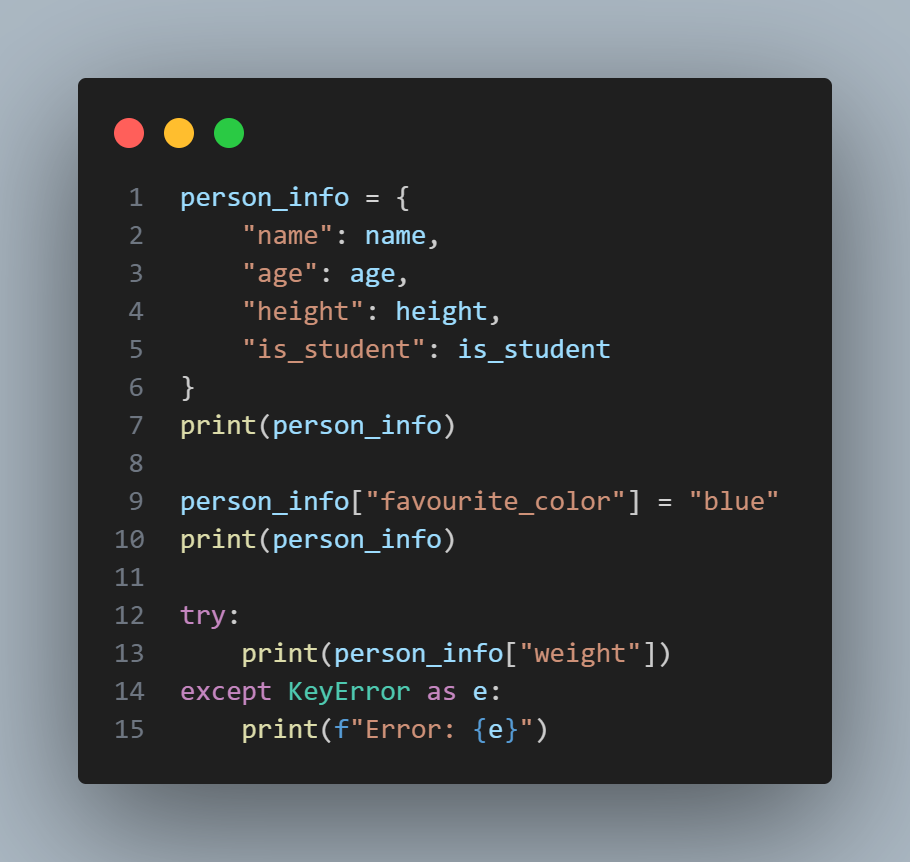 1 person_info = {
2     "name": name,
3     "age": age,
4     "height": height,
5     "is_student": is_student
6 }
7 print(person_info)
8
9 person_info["favourite_color"] = "blue"
10 print(person_info)
11
12 try:
13     print(person_info["weight"])
14 except KeyError as e:
15     print(f"Error: {e}")